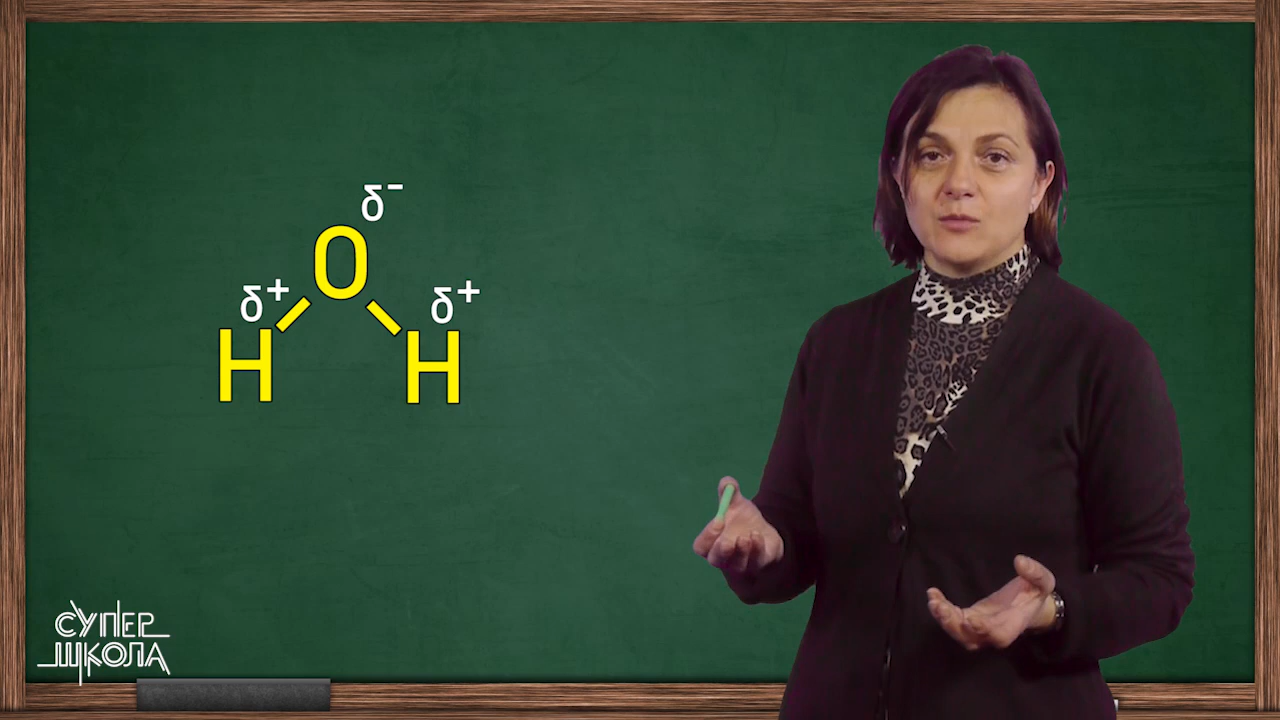 δ⁻
O
δ⁺ δ⁺
H H
СУПЕР
ШКОЛА